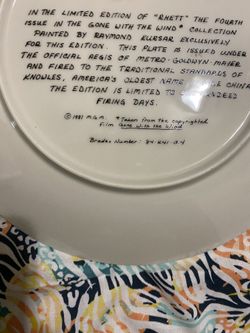 IN THE LIMITED EDITION OF "RHETT" THE FOURTH
ISSUE IN THE GONE WITH THE WIND* COLLECTION
PAINTED BY RAYMOND KURSAR EXCLUSIVELY
FOR THIS EDITION. THIS PLATE IS ISSUED UNDER
THE OFFICIAL AEGIS OF METRO-GOLDWYN-MAYER
AND FIRED TO THE TRADITIONAL STANDARDS OF
KNOWLES, AMERICA'S OLDEST NAME CHINA
THE EDITION IS LIMITED TO
FIRING DAYS.
© 1981 M.G.M. *Taken from the copyrighted
Film Gone with the Wind
Bradex Number: 84-K41-3.4